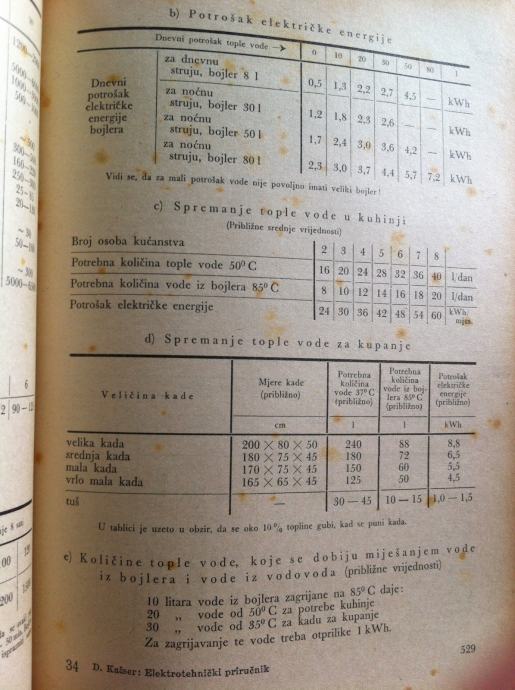 b) Potrošak električke energije
Dnevni potrošak tople vode → 0 10 20 30 50 80 l
Dnevni potrošak električke energije bojlera
za dnevnu struju, bojler 8 l 0,5 1,3 2,2 2,7 4,5 — kWh
za noćnu struju, bojler 30 l 1,2 1,8 2,3 2,6 — —
za noćnu struju, bojler 50 l 1,7 2,4 3,0 3,6 4,2 — kWh
za noćnu struju, bojler 80 l 2,3 3,0 3,7 4,4 5,7 7,2 kWh
Vidi se, da za mali potrošak vode nije povoljno imati veliki bojler!
c) Spremanje tople vode u kuhinji
(Približne srednje vrijednosti)
Broj osoba kućanstva 2 3 4 5 6 7 8
Potrebna količina tople vode 50°C 16 20 24 28 32 36 40 l/dan
Potrebna količina vode iz bojlera 85°C 8 10 12 14 16 18 20 l/dan
Potrošak električke energije 24 30 36 42 48 54 60 kWh/mjes.
d) Spremanje tople vode za kupanje
Veličina kade
Mjere kade (približno)
Potrebna količina vode 37°C (približno)
Potrebna količina vode iz bojlera 85°C (približno)
Potrošak električke energije (približno)
cm l l kWh
velika kada 200 × 80 × 50 240 88 8,8
srednja kada 180 × 75 × 45 180 72 6,5
mala kada 170 × 75 × 45 150 60 5,5
vrlo mala kada 165 × 65 × 45 125 50 4,5
tuš — 30 — 45 10 — 15 1,0 — 1,5
U tablici je uzeto u obzir, da se oko 10% topline gubi, kad se puni kada.
e) Količine tople vode, koje se dobiju miješanjem vode
iz bojlera i vode iz vodovoda (približne vrijednosti)
10 litara vode iz bojlera zagrijane na 85°C daje:
20 „ vode od 50°C za potrebe kuhinje
30 „ vode od 35°C za kadu za kupanje
Za zagrijavanje te vode treba otprilike 1 kWh.
529
34 D. Kaiser: Elektrotehnički priručnik